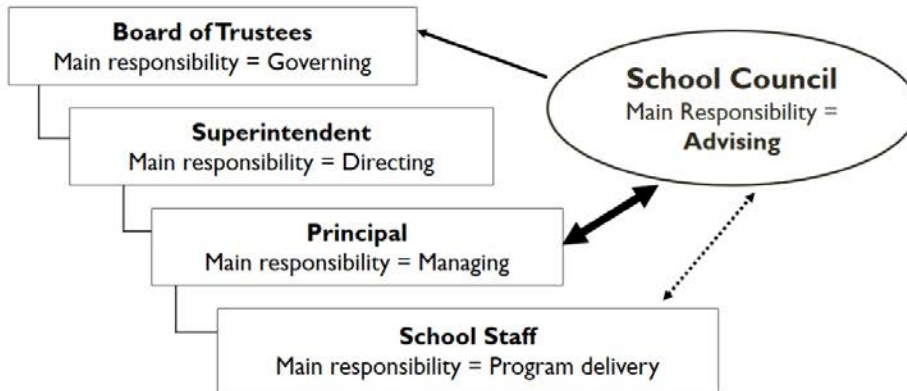 Board of Trustees
Main responsibility = Governing
School Council
Main Responsibility =
Advising
Superintendent
Main responsibility = Directing
Principal
Main responsibility = Managing
School Staff
Main responsibility = Program delivery